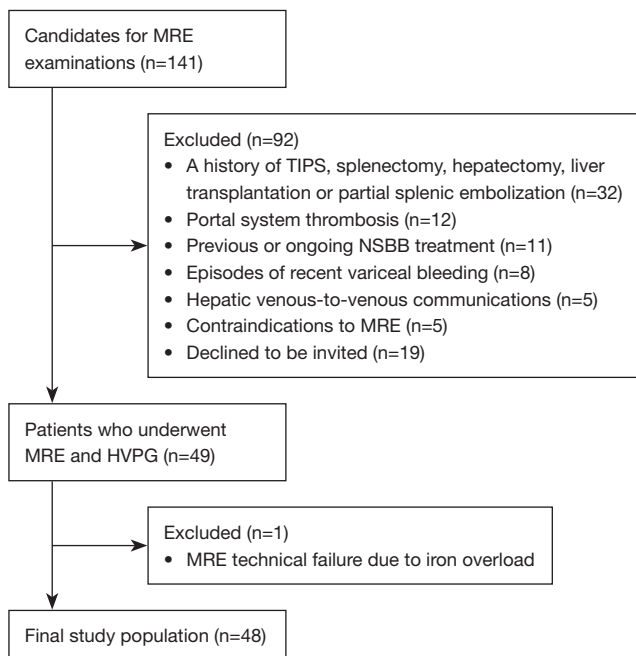 Candidates for MRE
examinations (n=141)
Excluded (n=92)
• A history of TIPS, splenectomy, hepatectomy, liver
transplantation or partial splenic embolization (n=32)
• Portal system thrombosis (n=12)
• Previous or ongoing NSBB treatment (n=11)
• Episodes of recent variceal bleeding (n=8)
• Hepatic venous-to-venous communications (n=5)
• Contraindications to MRE (n=5)
• Declined to be invited (n=19)
Patients who underwent
MRE and HVPG (n=49)
Excluded (n=1)
• MRE technical failure due to iron overload
Final study population (n=48)